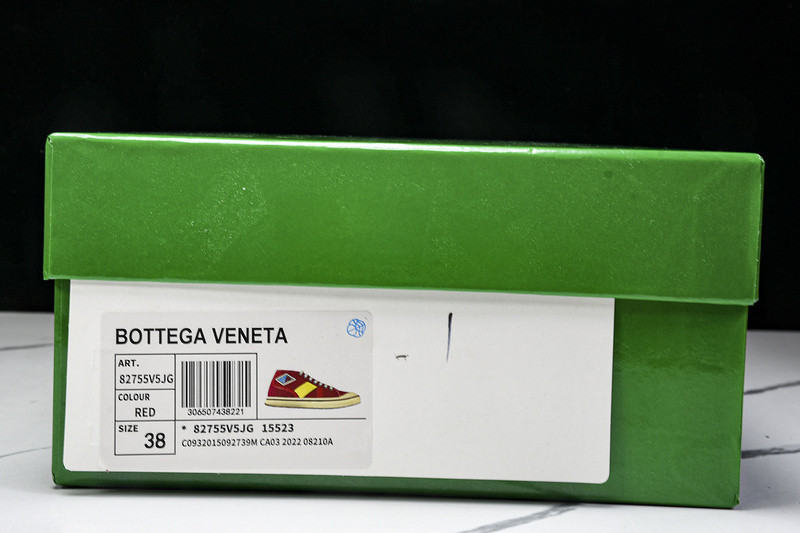 BOTTEGA VENETA
ART.
82755V5JG
COLOUR
RED
SIZE
38
306507438221
* 82755V5JG 15523
C0932015092739M CA03 2022 08210A